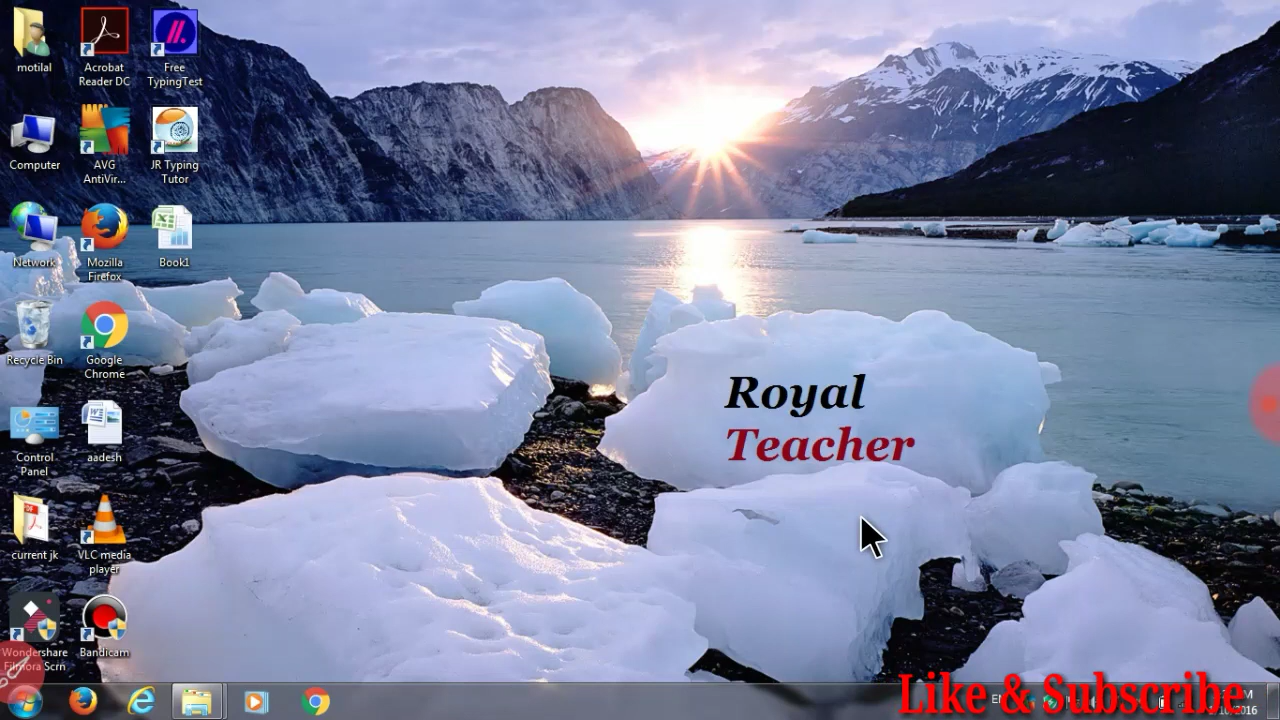 motilal
Acrobat
Reader DC
Free
TypingTest
Computer
AVG
AntiVir...
JR Typing
Tutor
Network
Mozilla
Firefox
Book1
Recycle Bin
Google
Chrome
Royal
Teacher
Control
Panel
aadesh
current jk
VLC media
player
Wondershare
Filmora Scrn
Bandicam
Like & Subscribe